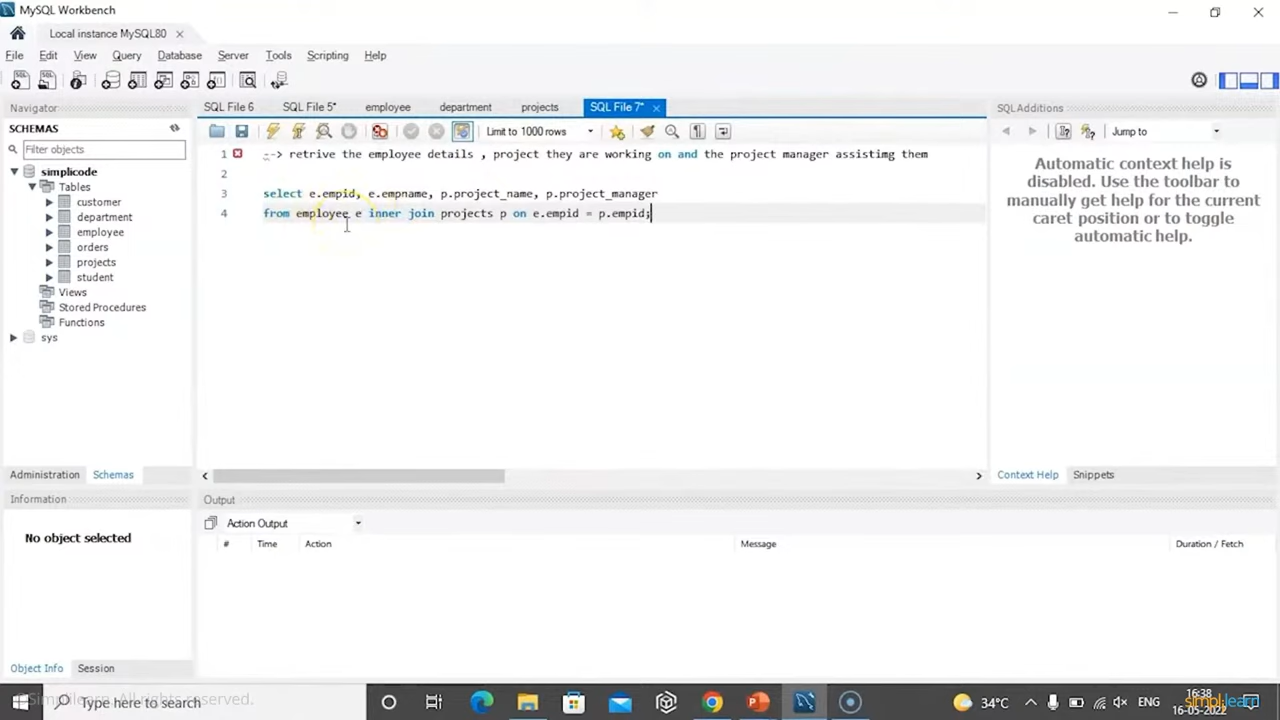 MySQL Workbench
Local instance MySQL80
File Edit View Query Database Server Tools Scripting Help
Navigator
SCHEMAS
Filter objects
simplicode
Tables
customer
department
employee
orders
projects
student
Views
Stored Procedures
Functions
sys
Administration Schemas
Information
No object selected
Object Info Session
SQL File 6 SQL File 5* employee department projects SQL File 7*
Limit to 1000 rows
1 --> retrive the employee details , project they are working on and the project manager assistimg them
2
3 select e.empid, e.empname, p.project_name, p.project_manager
4 from employee e inner join projects p on e.empid = p.empid;
Output
Action Output
# Time Action Message Duration / Fetch
SQLAdditions
Jump to
Automatic context help is
disabled. Use the toolbar to
manually get help for the current
caret position or to toggle
automatic help.
Context Help Snippets
Simplilearn. All rights reserved.
Type here to search
34°C
ENG
16:38
16-05-2022
simplilearn